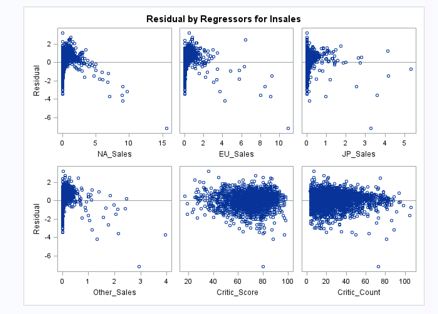 Residual by Regressors for lnsales
Residual
2
0
-2
-4
-6
0 5 10 15
NA_Sales
0 2 4 6 8 10
EU_Sales
0 1 2 3 4 5
JP_Sales
Residual
2
0
-2
-4
-6
0 1 2 3 4
Other_Sales
20 40 60 80 100
Critic_Score
0 20 40 60 80 100
Critic_Count